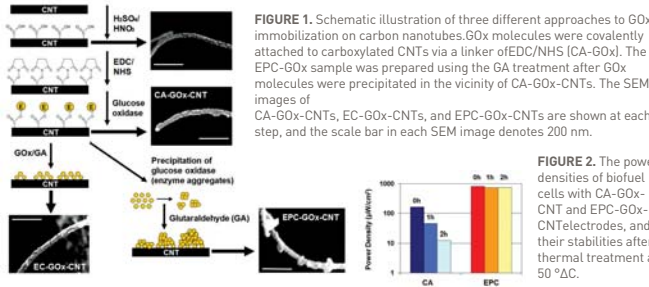 CNT
H₂SO₄/
HNO₃
CNT
EDC/
NHS
CNT
Glucose
oxidase
CA-GOx-CNT
E E E E
CNT
GOx/GA
Precipitation of
glucose oxidase
(enzyme aggregates)
CNT
Glutaraldehyde (GA)
EPC-GOx-CNT
CNT
EC-GOx-CNT
FIGURE 1. Schematic illustration of three different approaches to GOx
immobilization on carbon nanotubes.GOx molecules were covalently
attached to carboxylated CNTs via a linker ofEDC/NHS (CA-GOx). The
EPC-GOx sample was prepared using the GA treatment after GOx
molecules were precipitated in the vicinity of CA-GOx-CNTs. The SEM
images of
CA-GOx-CNTs, EC-GOx-CNTs, and EPC-GOx-CNTs are shown at each
step, and the scale bar in each SEM image denotes 200 nm.
Power Density (μW/cm²)
1000
100
10
1
0h
1h
2h
0h 1h 2h
CA
EPC
FIGURE 2. The power
densities of biofuel
cells with CA-GOx-
CNT and EPC-GOx-
CNTelectrodes, and
their stabilities after
thermal treatment a
50 °ΔC.